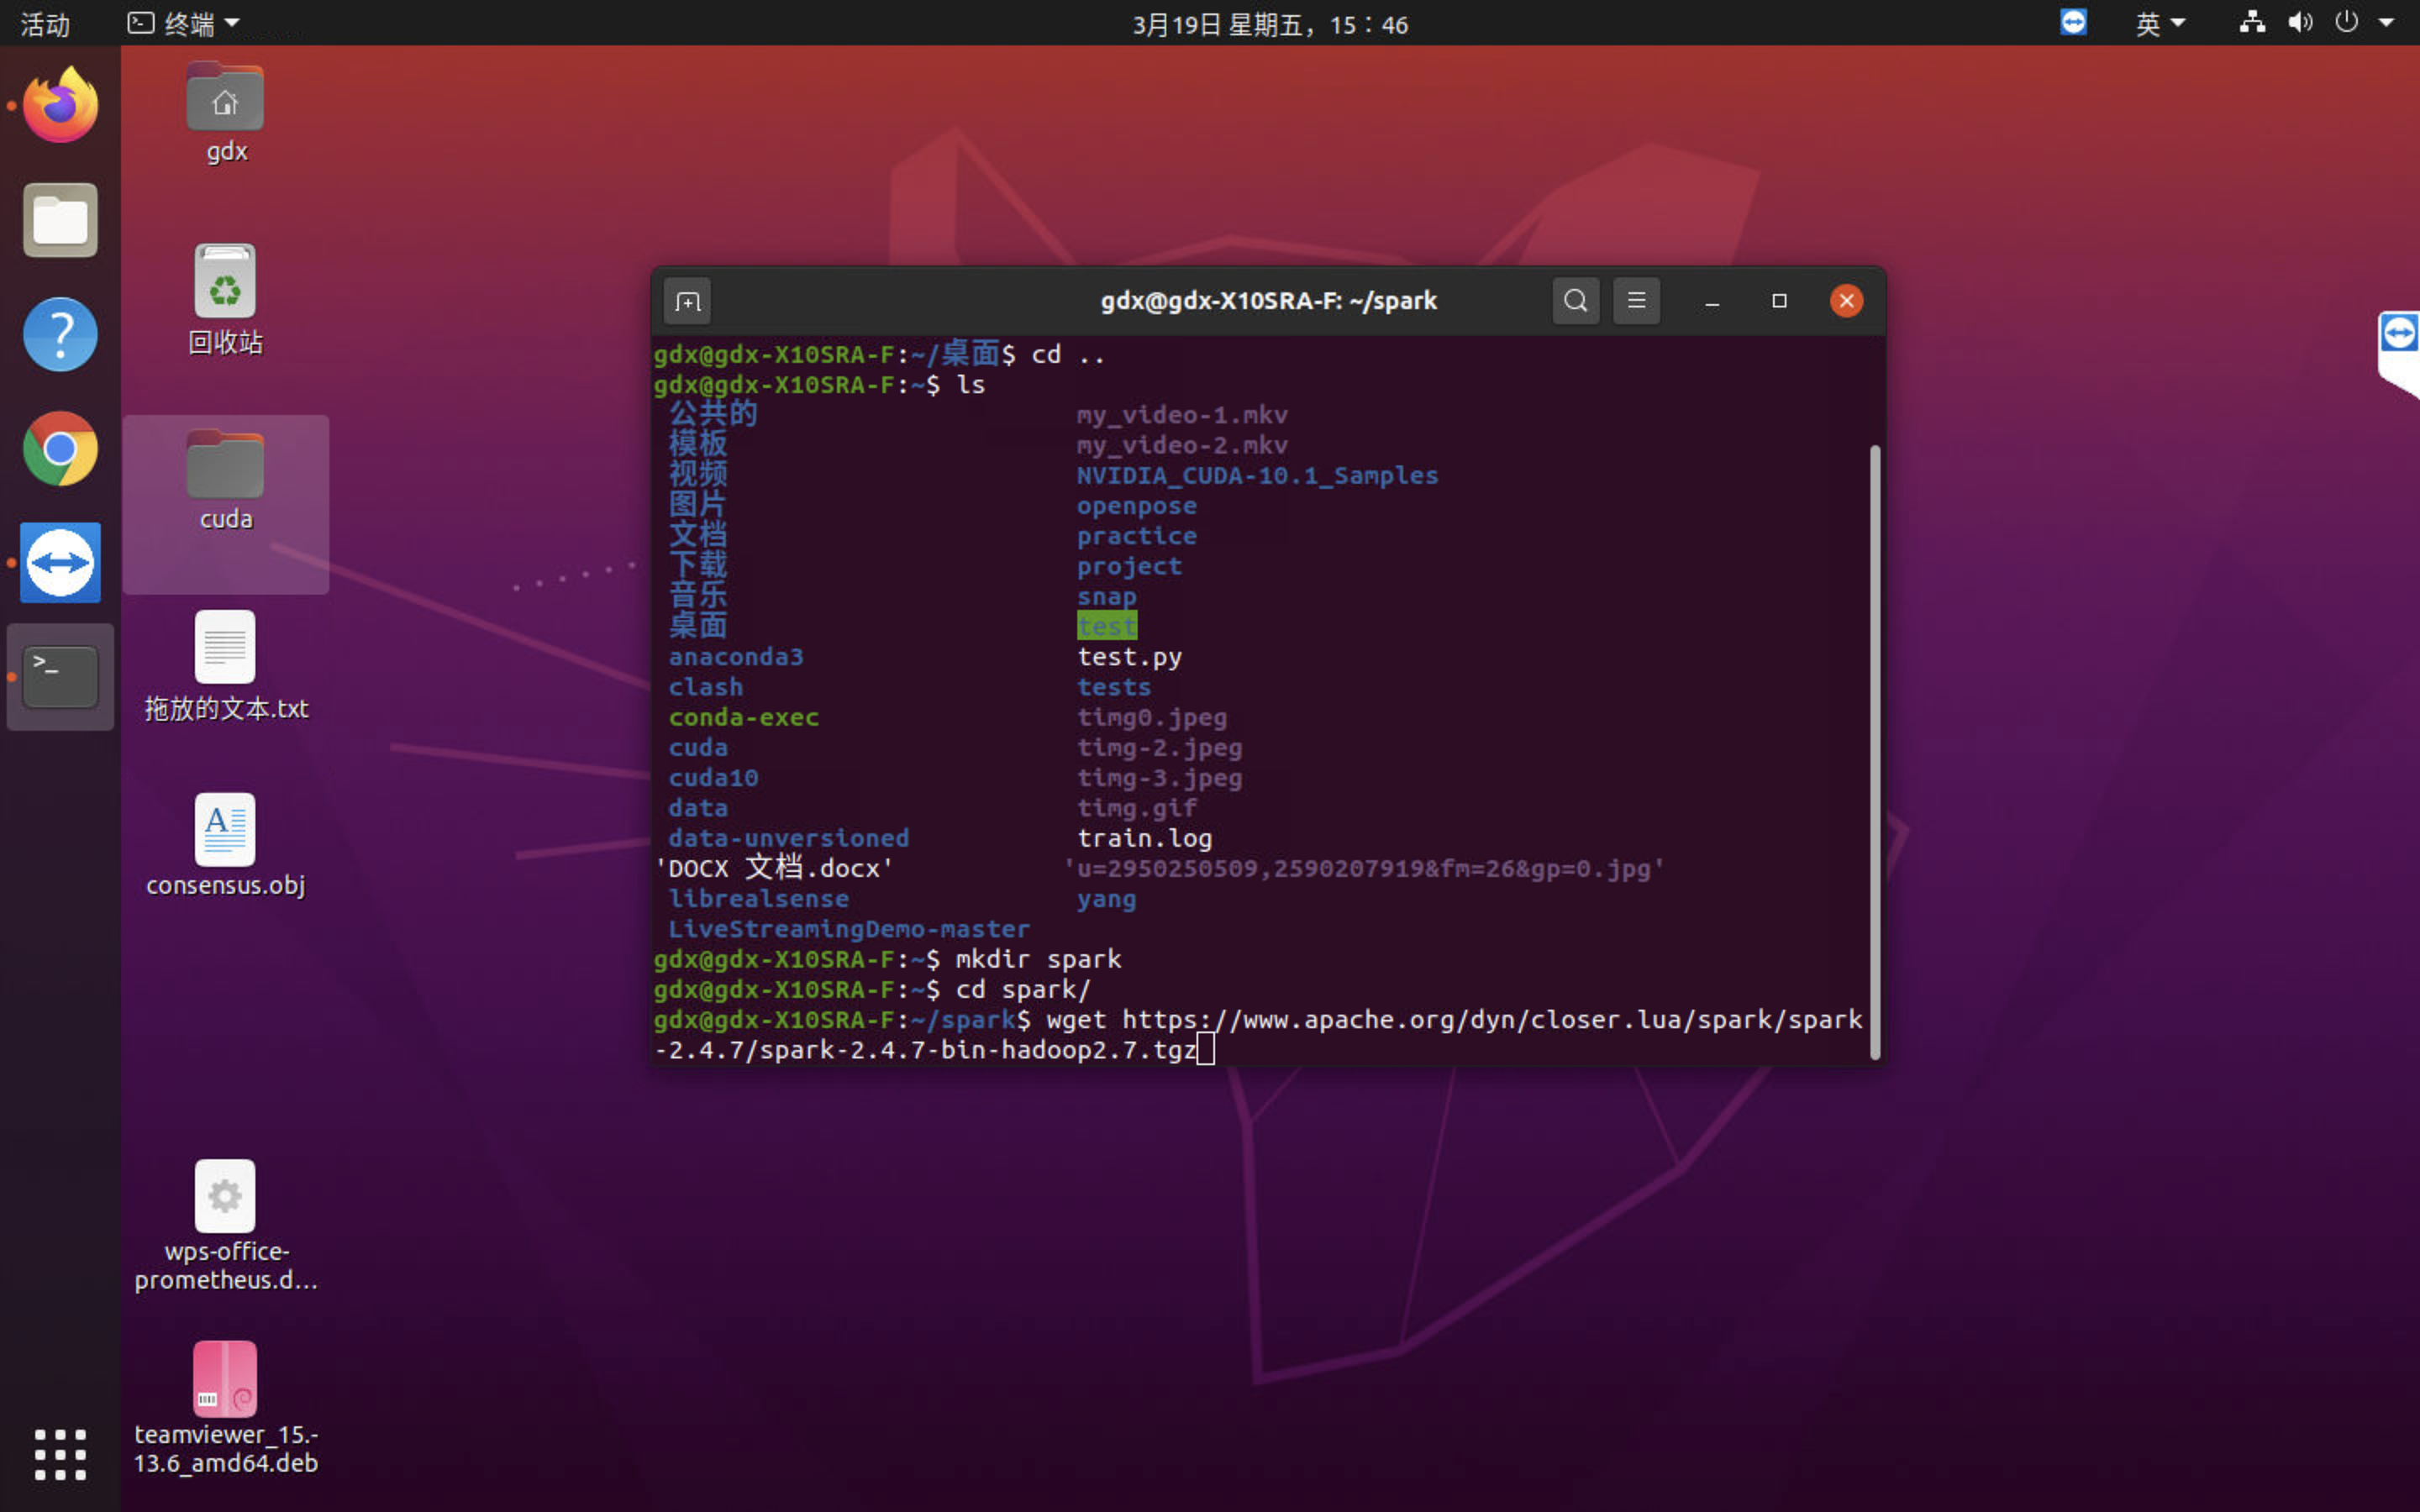 活动
终端
3月19日 星期五，15：46
英
gdx
回收站
cuda
拖放的文本.txt
consensus.obj
wps-office-
prometheus.d…
teamviewer_15.-
13.6_amd64.deb
gdx@gdx-X10SRA-F: ~/spark
gdx@gdx-X10SRA-F:~/桌面$ cd ..
gdx@gdx-X10SRA-F:~$ ls
公共的 my_video-1.mkv
模板 my_video-2.mkv
视频 NVIDIA_CUDA-10.1_Samples
图片 openpose
文档 practice
下载 project
音乐 snap
桌面 test
anaconda3 test.py
clash tests
conda-exec timg0.jpeg
cuda timg-2.jpeg
cuda10 timg-3.jpeg
data timg.gif
data-unversioned train.log
'DOCX 文档.docx' 'u=2950250509,2590207919&fm=26&gp=0.jpg'
librealsense yang
LiveStreamingDemo-master
gdx@gdx-X10SRA-F:~$ mkdir spark
gdx@gdx-X10SRA-F:~$ cd spark/
gdx@gdx-X10SRA-F:~/spark$ wget https://www.apache.org/dyn/closer.lua/spark/spark
-2.4.7/spark-2.4.7-bin-hadoop2.7.tgz